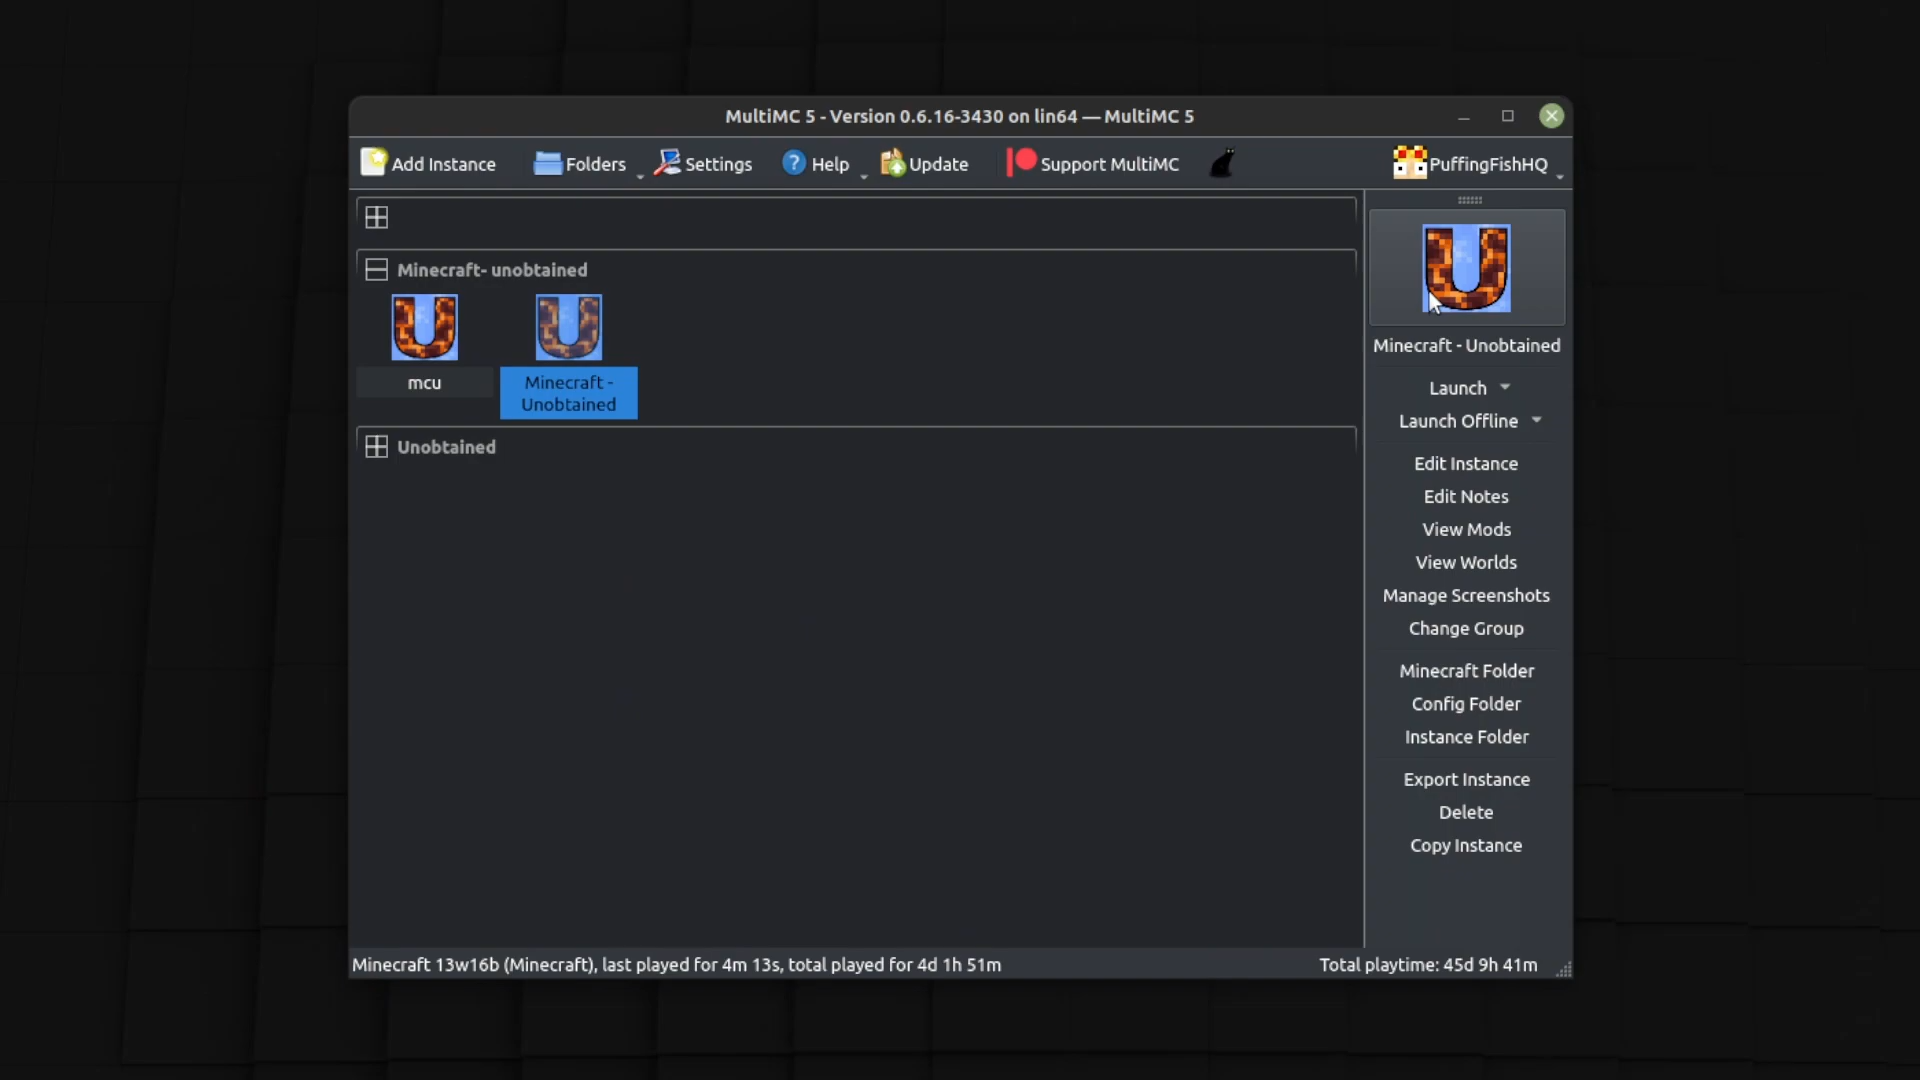 MultiMC 5 - Version 0.6.16-3430 on lin64 — MultiMC 5
Add Instance Folders Settings Help Update Support MultiMC PuffingFishHQ
Minecraft- unobtained
mcu
Minecraft -
Unobtained
Unobtained
Minecraft - Unobtained
Launch
Launch Offline
Edit Instance
Edit Notes
View Mods
View Worlds
Manage Screenshots
Change Group
Minecraft Folder
Config Folder
Instance Folder
Export Instance
Delete
Copy Instance
Minecraft 13w16b (Minecraft), last played for 4m 13s, total played for 4d 1h 51m
Total playtime: 45d 9h 41m